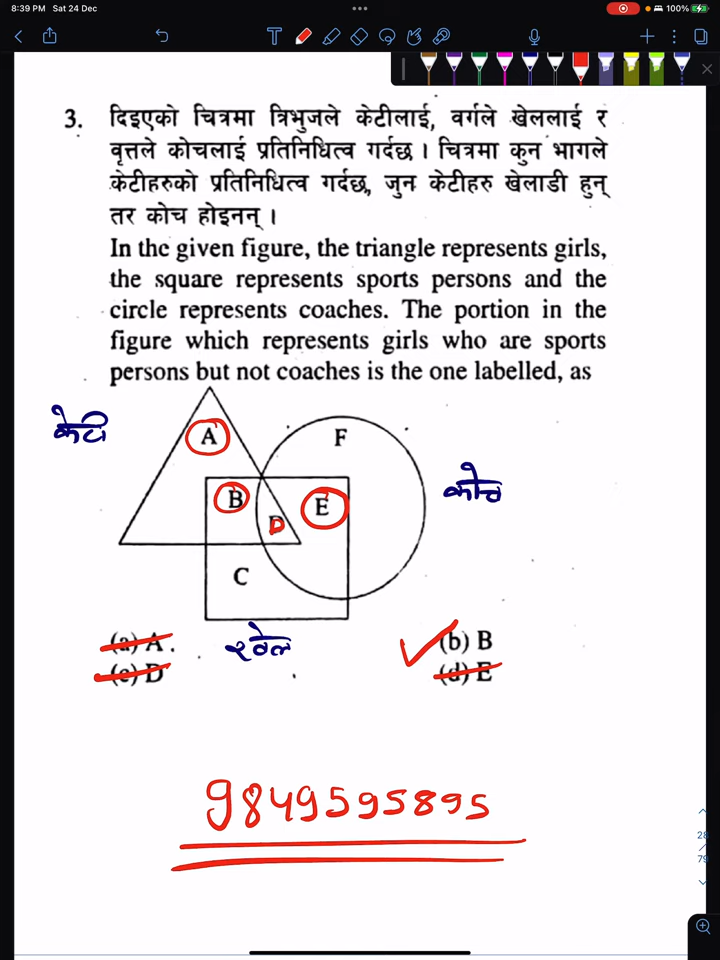 8:39 PM Sat 24 Dec
100%
3. दिइएको चित्रमा त्रिभुजले केटीलाई, वर्गले खेललाई र
वृत्तले कोचलाई प्रतिनिधित्व गर्दछ । चित्रमा कुन भागले
केटीहरुको प्रतिनिधित्व गर्दछ, जुन केटीहरु खेलाडी हुन्
तर कोच होइनन् ।
In the given figure, the triangle represents girls,
the square represents sports persons and the
circle represents coaches. The portion in the
figure which represents girls who are sports
persons but not coaches is the one labelled, as
केटी
A
F
कोच
B
E
D
C
(a) A.
खेल
(b) B
(c) D
(d) E
9849595895
28
79